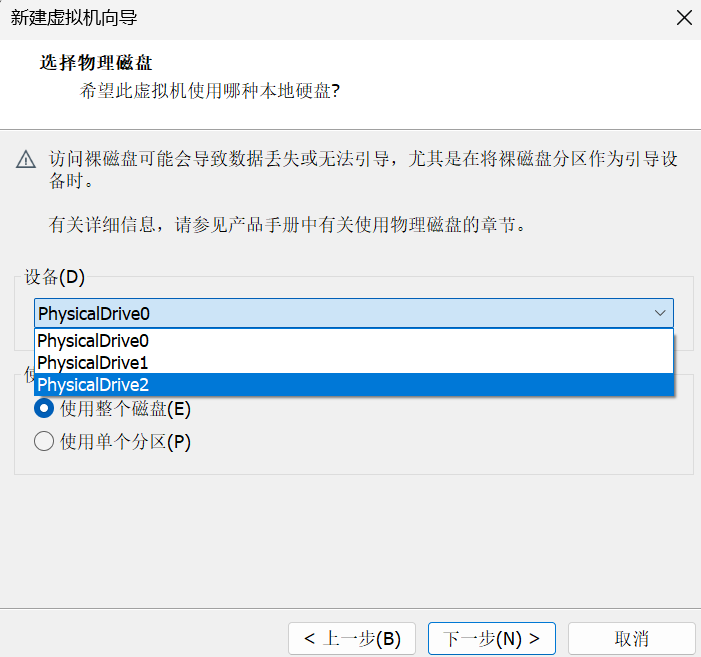 新建虚拟机向导
选择物理磁盘
希望此虚拟机使用哪种本地硬盘?
访问裸磁盘可能会导致数据丢失或无法引导，尤其是在将裸磁盘分区作为引导设
备时。
有关详细信息，请参见产品手册中有关使用物理磁盘的章节。
设备(D)
PhysicalDrive0
PhysicalDrive0
PhysicalDrive1
PhysicalDrive2
使用整个磁盘(E)
使用单个分区(P)
< 上一步(B)
下一步(N) >
取消